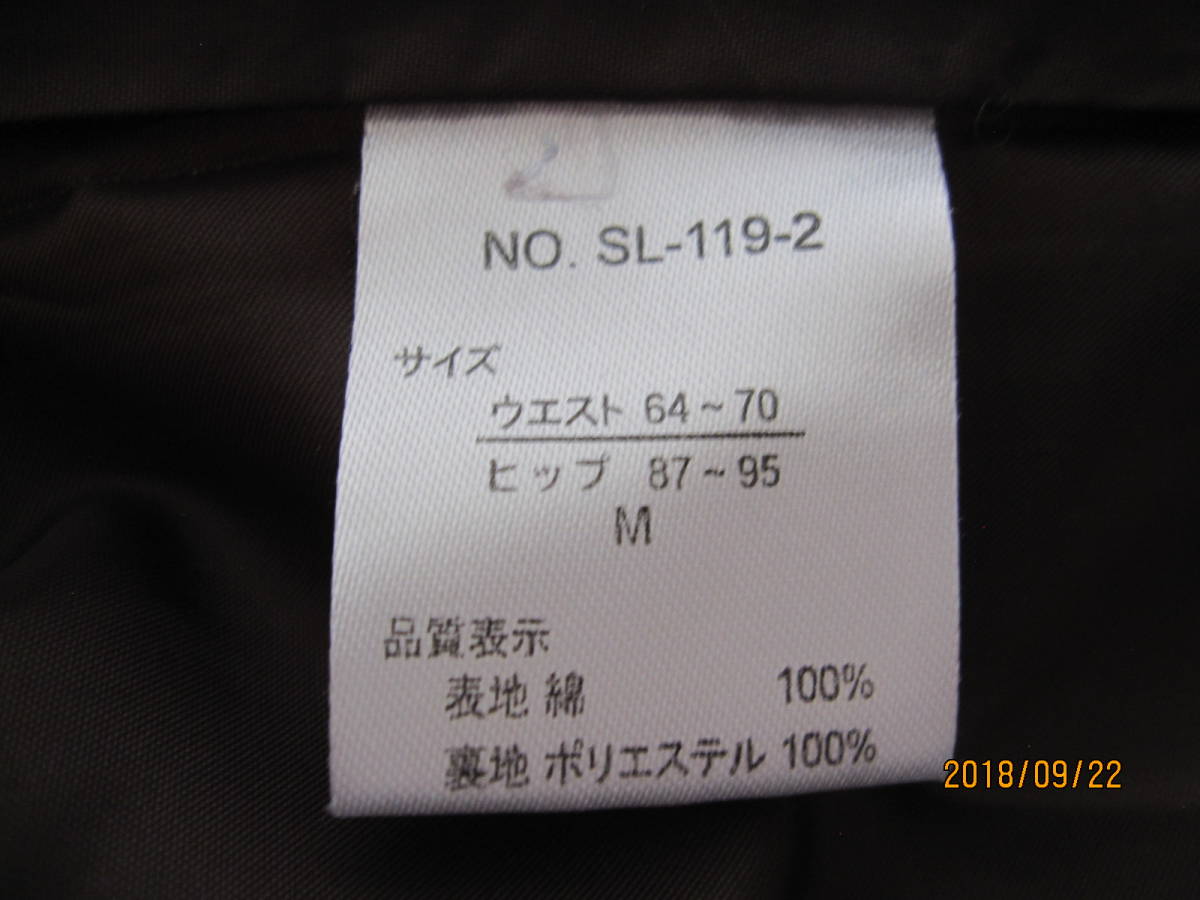 2
NO. SL-119-2
サイズ
ウエスト 64～70
ヒップ 87～95
M
品質表示
表地 綿 100%
裏地 ポリエステル 100%
2018/09/22